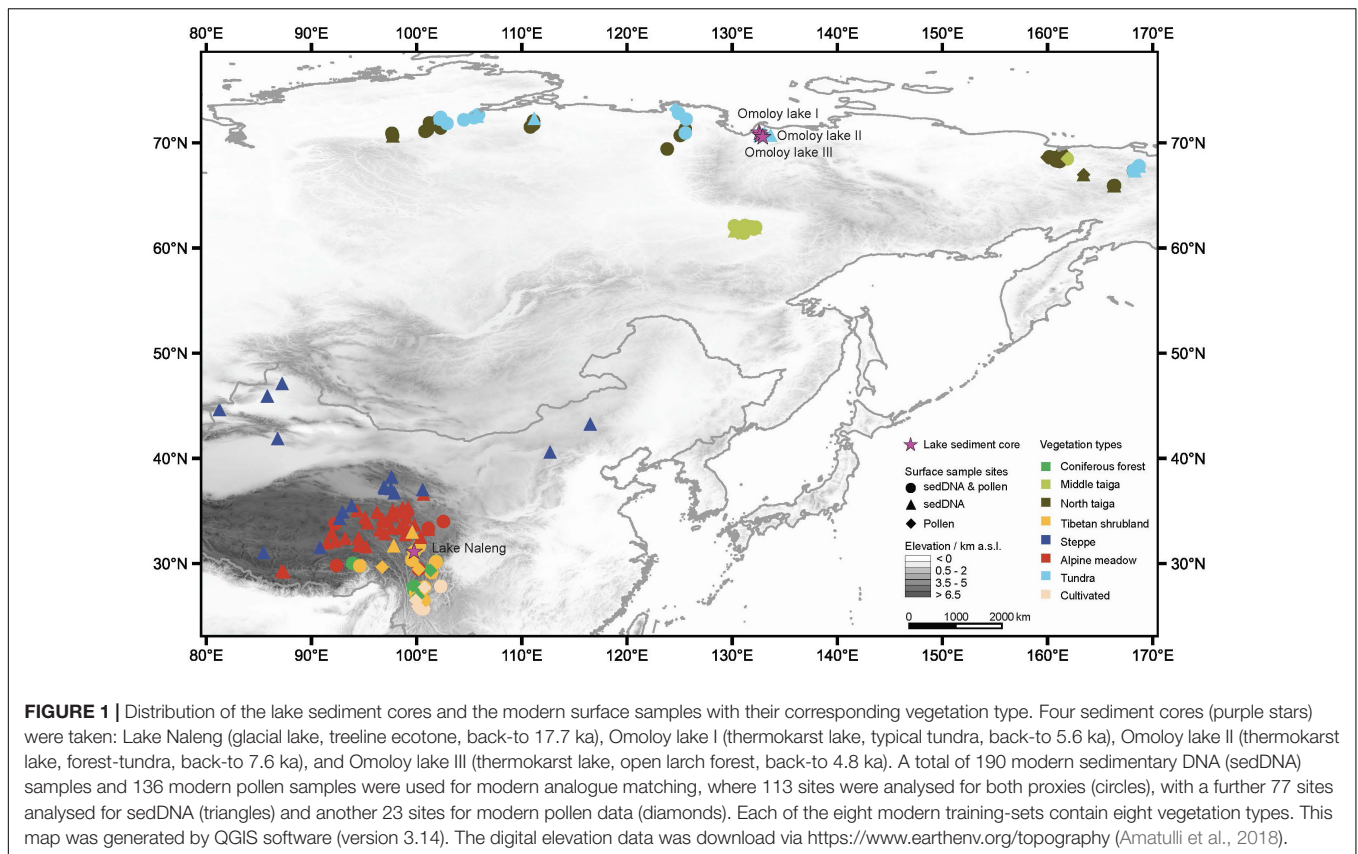 80°E 90°E 100°E 110°E 120°E 130°E 140°E 150°E 160°E 170°E
Omoloy lake I
70°N 70°N
Omoloy lake II
Omoloy lake III
60°N 60°N
50°N 50°N
Lake sediment core Vegetation types
Surface sample sites Coniferous forest
sedDNA & pollen Middle taiga
40°N 40°N
sedDNA North taiga
Pollen Tibetan shrubland
Steppe
Elevation / km a.s.l. Alpine meadow
< 0
0.5 - 2 Tundra
3.5 - 5
> 6.5 Cultivated
Lake Naleng
30°N 30°N
0 1000 2000 km
80°E 90°E 100°E 110°E 120°E 130°E 140°E 150°E 160°E 170°E
FIGURE 1 | Distribution of the lake sediment cores and the modern surface samples with their corresponding vegetation type. Four sediment cores (purple stars)
were taken: Lake Naleng (glacial lake, treeline ecotone, back-to 17.7 ka), Omoloy lake I (thermokarst lake, typical tundra, back-to 5.6 ka), Omoloy lake II (thermokarst
lake, forest-tundra, back-to 7.6 ka), and Omoloy lake III (thermokarst lake, open larch forest, back-to 4.8 ka). A total of 190 modern sedimentary DNA (sedDNA)
samples and 136 modern pollen samples were used for modern analogue matching, where 113 sites were analysed for both proxies (circles), with a further 77 sites
analysed for sedDNA (triangles) and another 23 sites for modern pollen data (diamonds). Each of the eight modern training-sets contain eight vegetation types. This
map was generated by QGIS software (version 3.14). The digital elevation data was download via https://www.earthenv.org/topography (Amatulli et al., 2018).